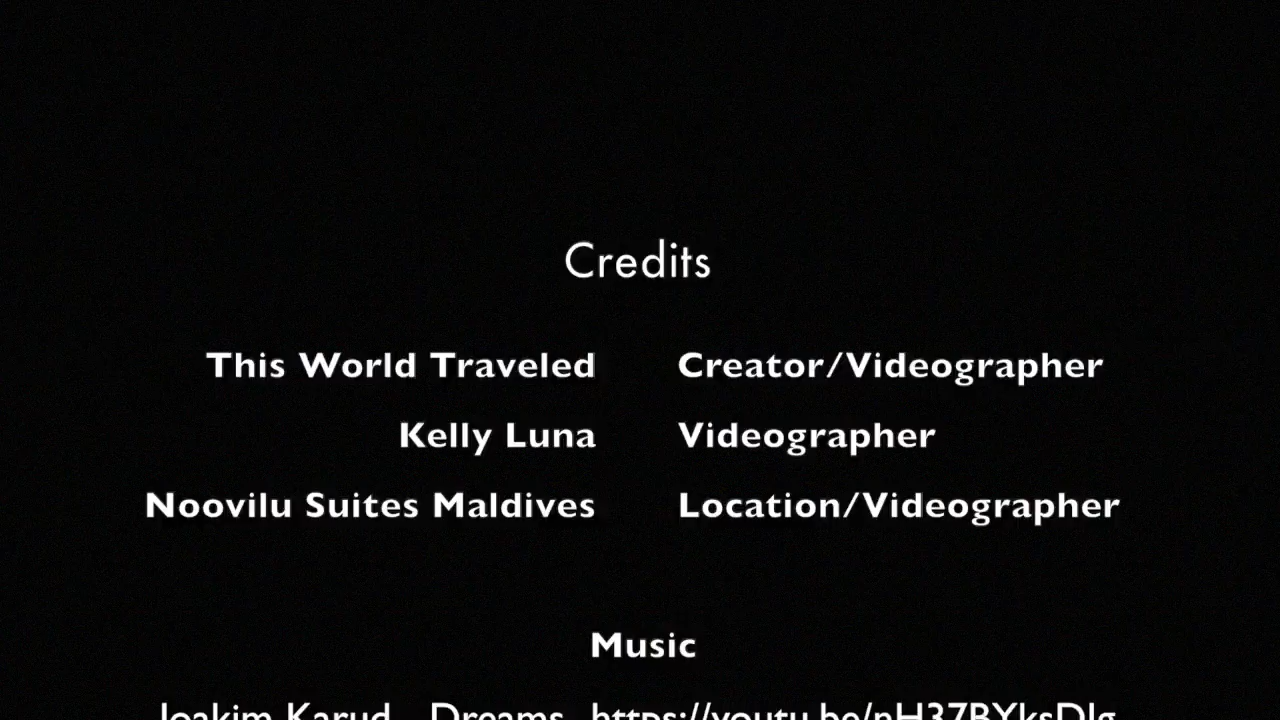 Credits
This World Traveled Creator/Videographer
Kelly Luna Videographer
Noovilu Suites Maldives Location/Videographer
Music
Joakim Karud Dreams